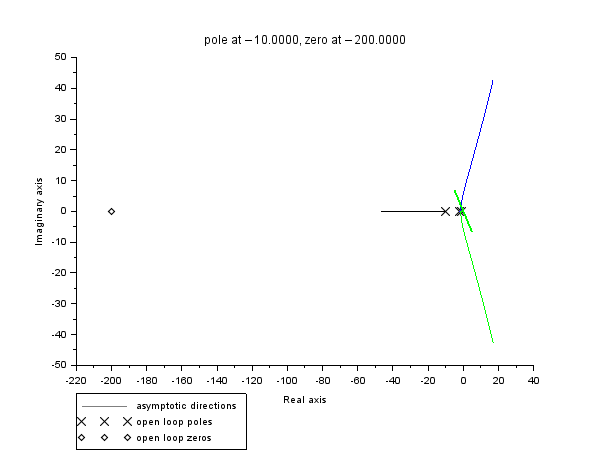 pole at −10.0000, zero at −200.0000
50
40
30
20
10
0
-10
-20
-30
-40
-50
Imaginary axis
-220 -200 -180 -160 -140 -120 -100 -80 -60 -40 -20 0 20 40
Real axis
asymptotic directions
open loop poles
open loop zeros